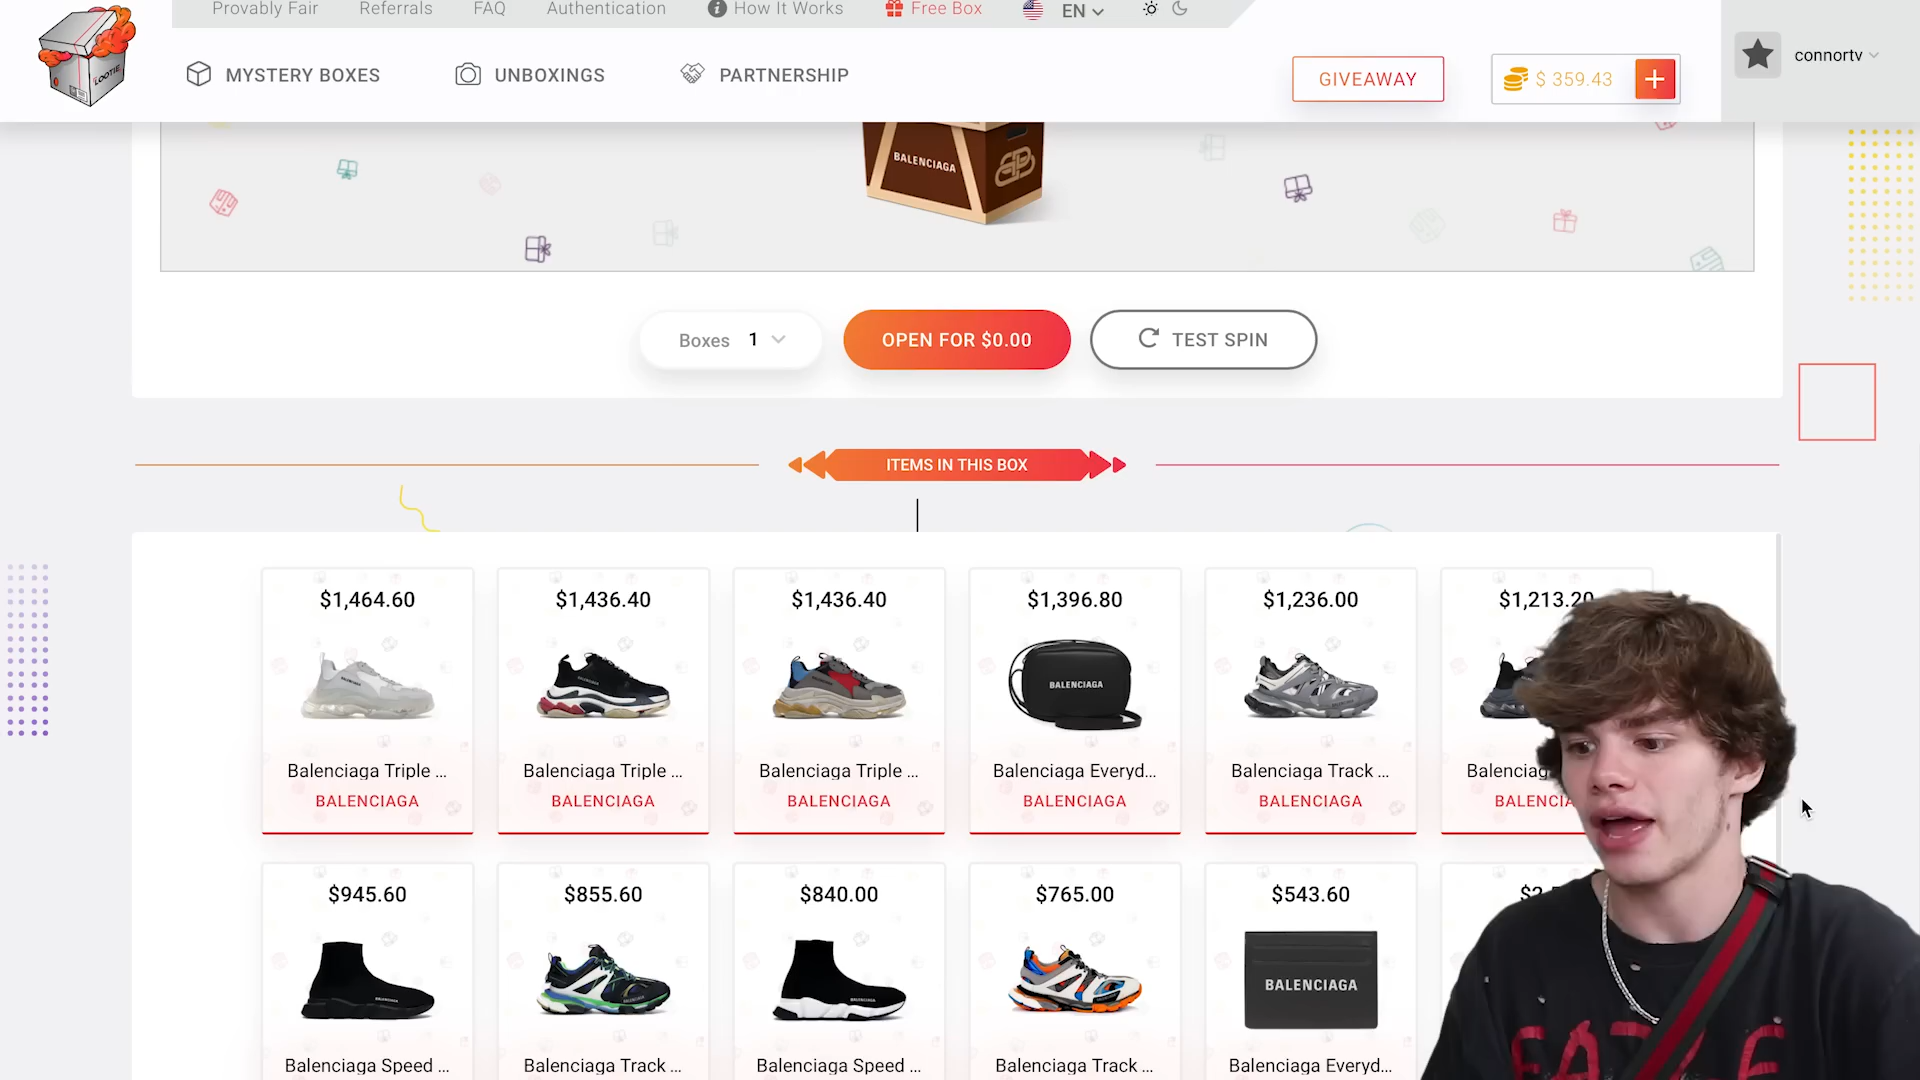 Provably Fair Referrals FAQ Authentication How It Works Free Box EN
LOOTIE
MYSTERY BOXES UNBOXINGS PARTNERSHIP
GIVEAWAY
$ 359.43 +
connortv
BALENCIAGA
Boxes 1
OPEN FOR $0.00
TEST SPIN
ITEMS IN THIS BOX
$1,464.60 $1,436.40 $1,436.40 $1,396.80 $1,236.00 $1,213.20
BALENCIAGA
Balenciaga Triple ... Balenciaga Triple ... Balenciaga Triple ... Balenciaga Everyd... Balenciaga Track ...
BALENCIAGA BALENCIAGA BALENCIAGA BALENCIAGA BALENCIAGA
$945.60 $855.60 $840.00 $765.00 $543.60
BALENCIAGA
Balenciaga Speed ... Balenciaga Track ... Balenciaga Speed ... Balenciaga Track ... Balenciaga Everyd...